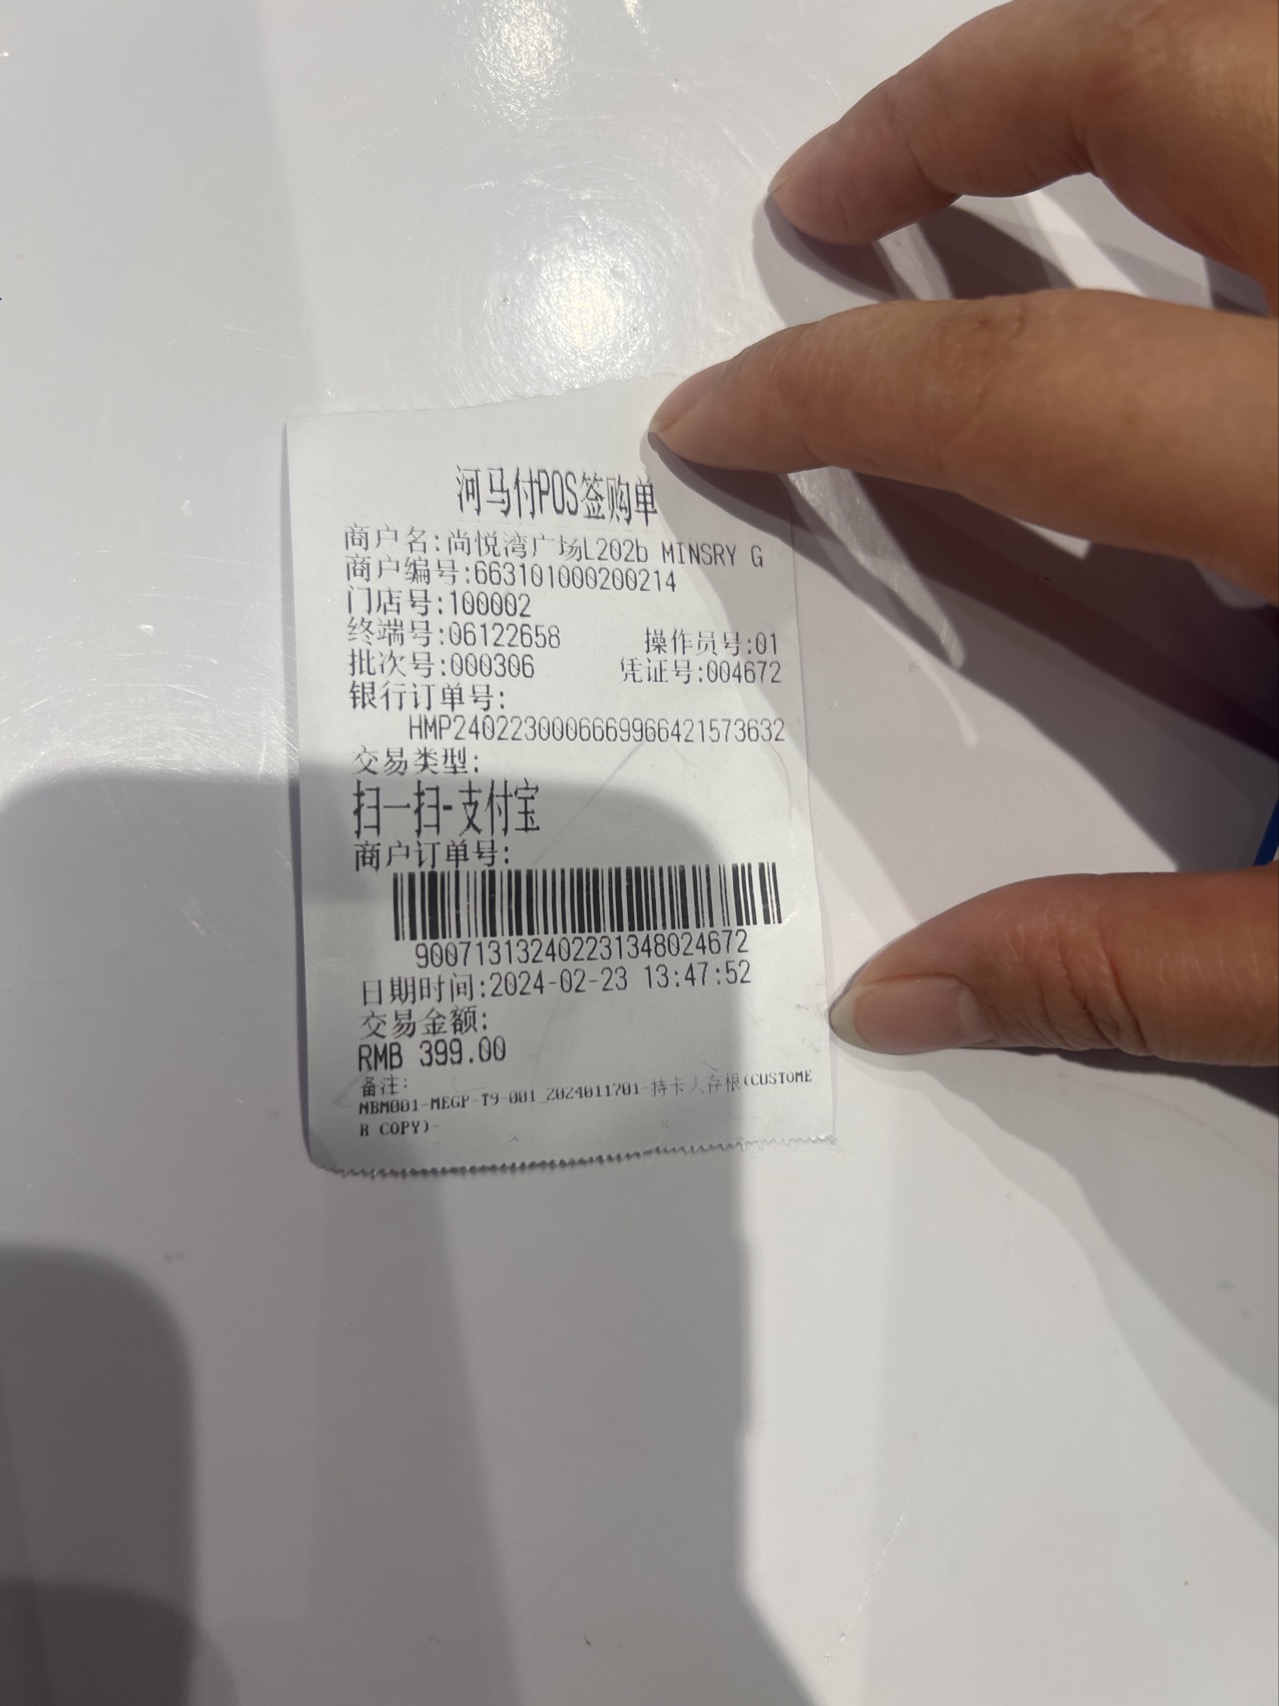 河马付POS签购单
商户名:尚悦湾广场L202b MINSRY G
商户编号:663101000200214
门店号:100002
终端号:06122658 操作员号:01
批次号:000306 凭证号:004672
银行订单号:
HMP24022300066699966421573632
交易类型:
扫一扫-支付宝
商户订单号:
900713132402231348024672
日期时间:2024-02-23 13:47:52
交易金额:
RMB 399.00
备注:
NBM001-MEGP-T9-001_2024011701-持卡人存根(CUSTOME
R COPY)-